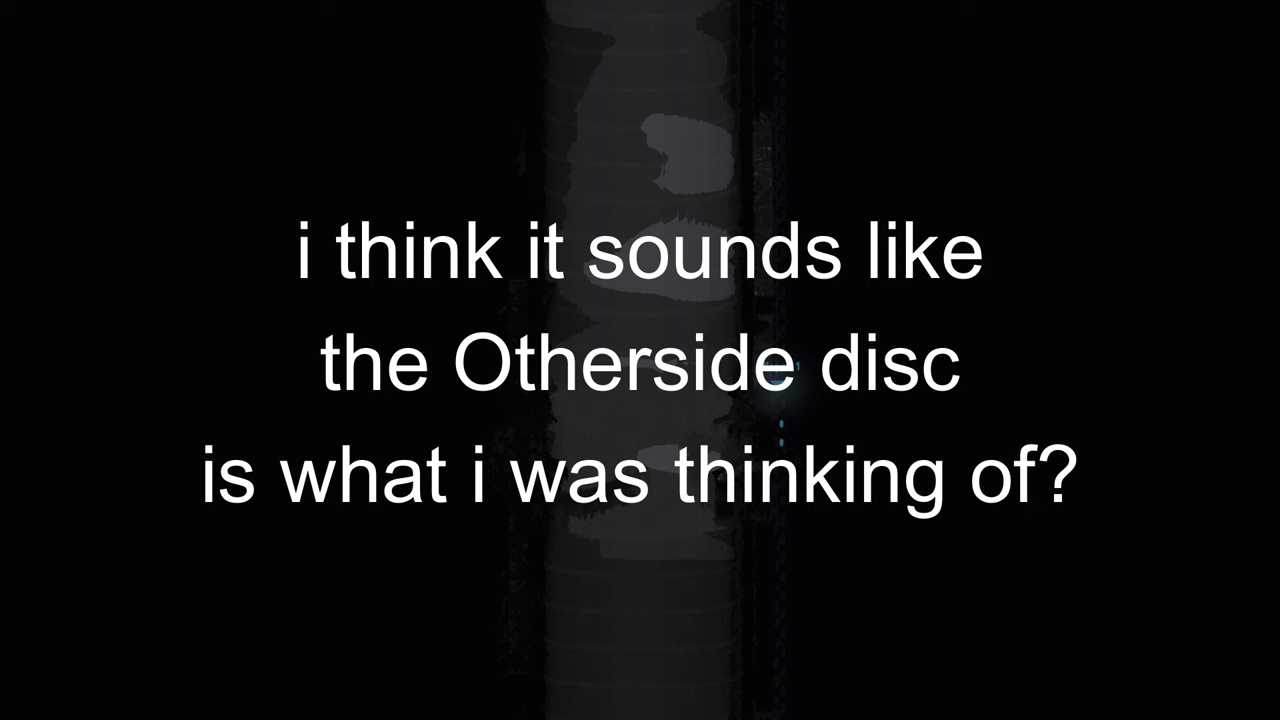 i think it sounds like
the Otherside disc
is what i was thinking of?